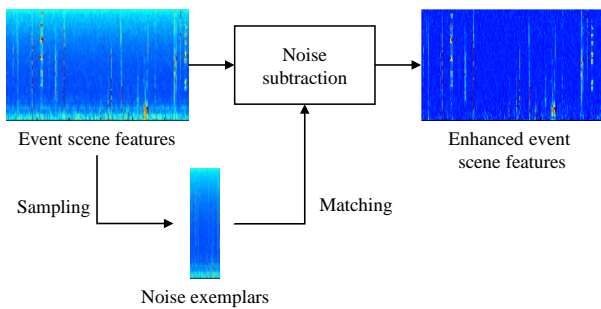 Noise
subtraction
Event scene features
Enhanced event
scene features
Sampling
Matching
Noise exemplars